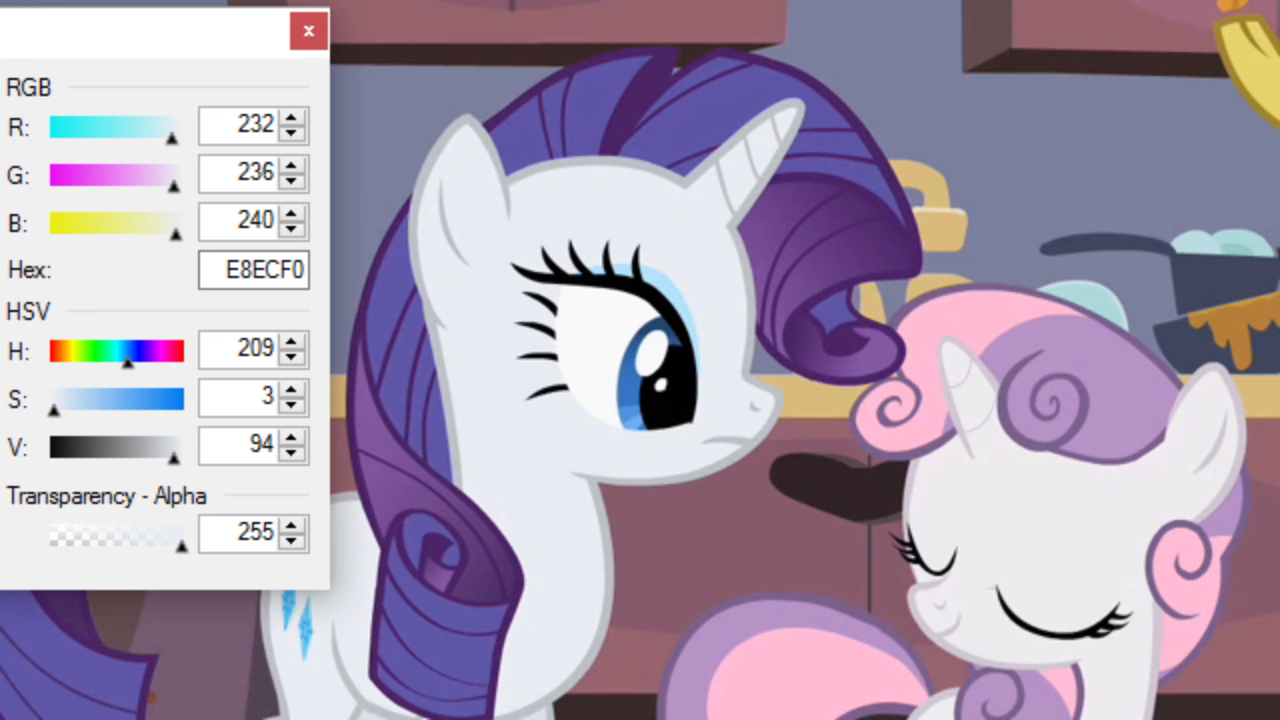 x
RGB
R: 232
G: 236
B: 240
Hex: E8ECF0
HSV
H: 209
S: 3
V: 94
Transparency - Alpha
255